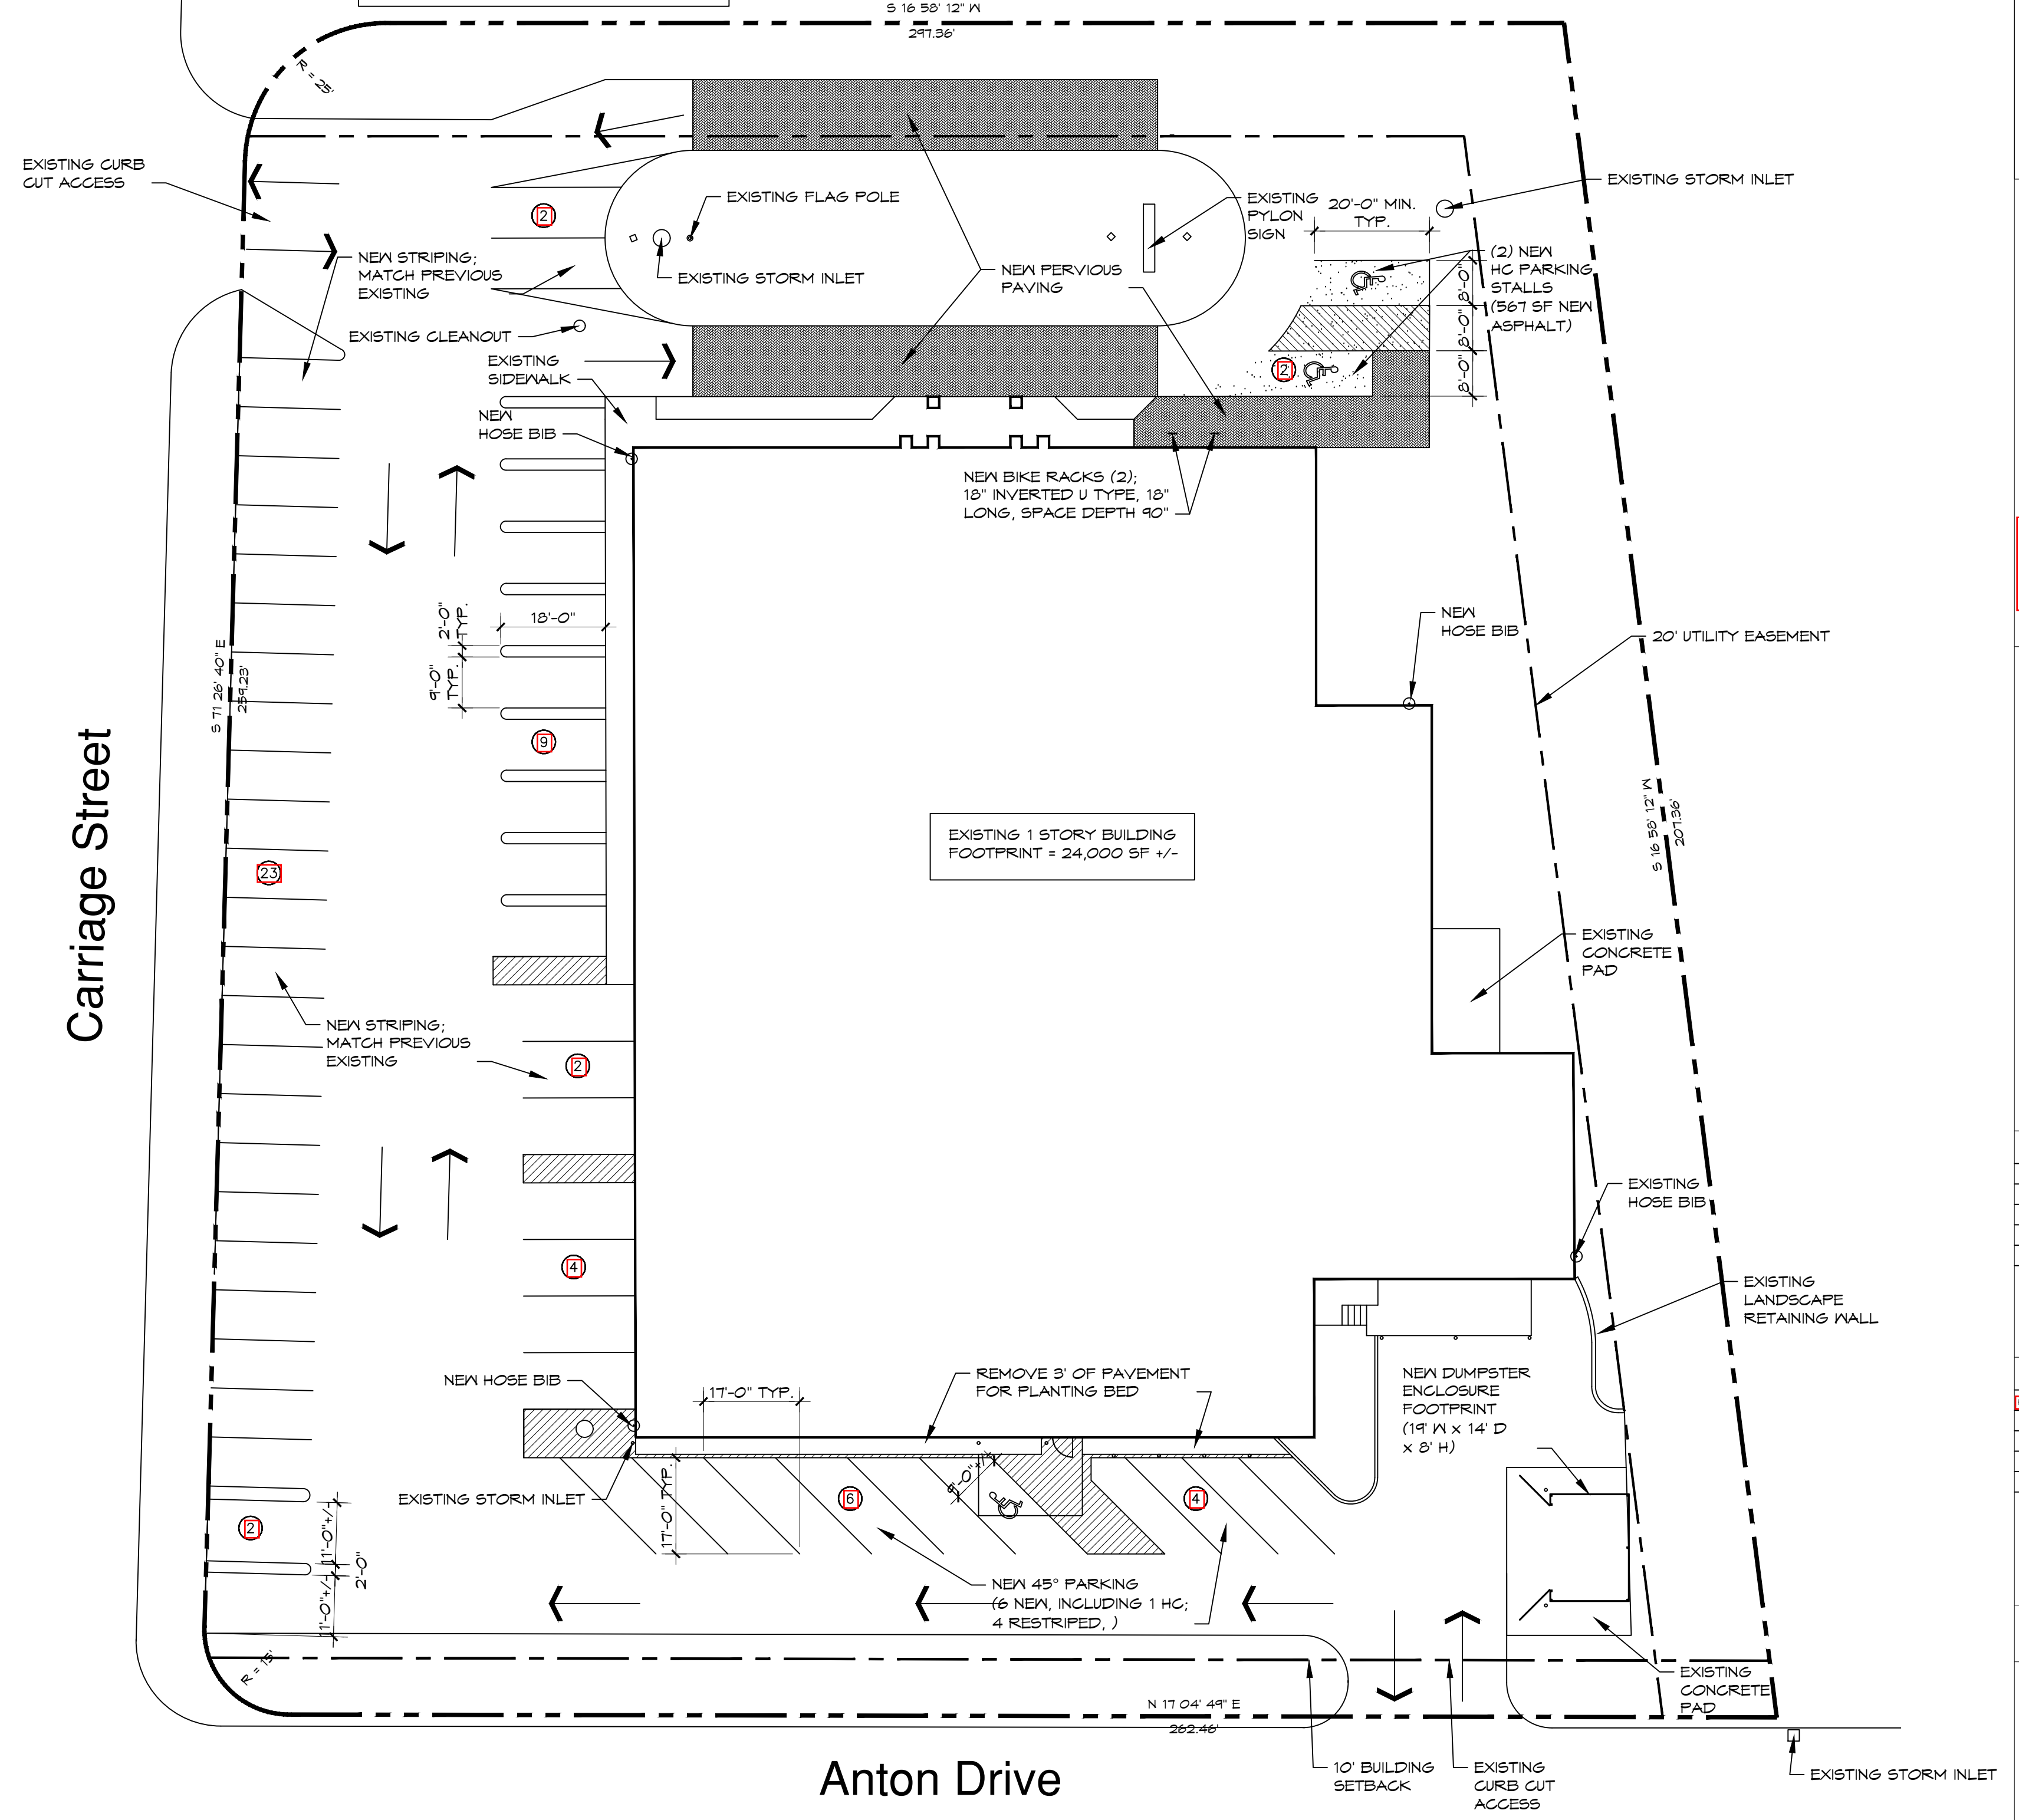 S 16 58' 12" W
297.36'
R = 25'
EXISTING CURB
CUT ACCESS
NEW STRIPING;
MATCH PREVIOUS
EXISTING
2
EXISTING FLAG POLE
EXISTING STORM INLET
EXISTING CLEANOUT
EXISTING
SIDEWALK
NEW
HOSE BIB
NEW PERVIOUS
PAVING
EXISTING
PYLON
SIGN
20'-0" MIN.
TYP.
EXISTING STORM INLET
(2) NEW
HC PARKING
STALLS
(567 SF NEW
ASPHALT)
8'-0"
8'-0"
8'-0"
2
NEW BIKE RACKS (2);
18" INVERTED U TYPE, 18"
LONG, SPACE DEPTH 90"
2'-0"
TYP.
18'-0"
9'-0"
TYP.
9
NEW
HOSE BIB
20' UTILITY EASEMENT
S 71 26' 40" E
259.23'
Carriage Street
S 16 58' 12" W
207.36'
EXISTING 1 STORY BUILDING
FOOTPRINT = 24,000 SF +/-
23
EXISTING
CONCRETE
PAD
NEW STRIPING;
MATCH PREVIOUS
EXISTING
2
4
EXISTING
HOSE BIB
EXISTING
LANDSCAPE
RETAINING WALL
NEW HOSE BIB
17'-0" TYP.
REMOVE 3' OF PAVEMENT
FOR PLANTING BED
NEW DUMPSTER
ENCLOSURE
FOOTPRINT
(19' W x 14' D
x 8' H)
EXISTING STORM INLET
17'-0" TYP.
6
9'-0"+/-
4
2
11'-0"+/-
2'-0"
11'-0"+/-
NEW 45° PARKING
(6 NEW, INCLUDING 1 HC;
4 RESTRIPED, )
R = 15'
EXISTING
CONCRETE
PAD
N 17 04' 49" E
262.46'
Anton Drive
10' BUILDING
SETBACK
EXISTING
CURB CUT
ACCESS
EXISTING STORM INLET